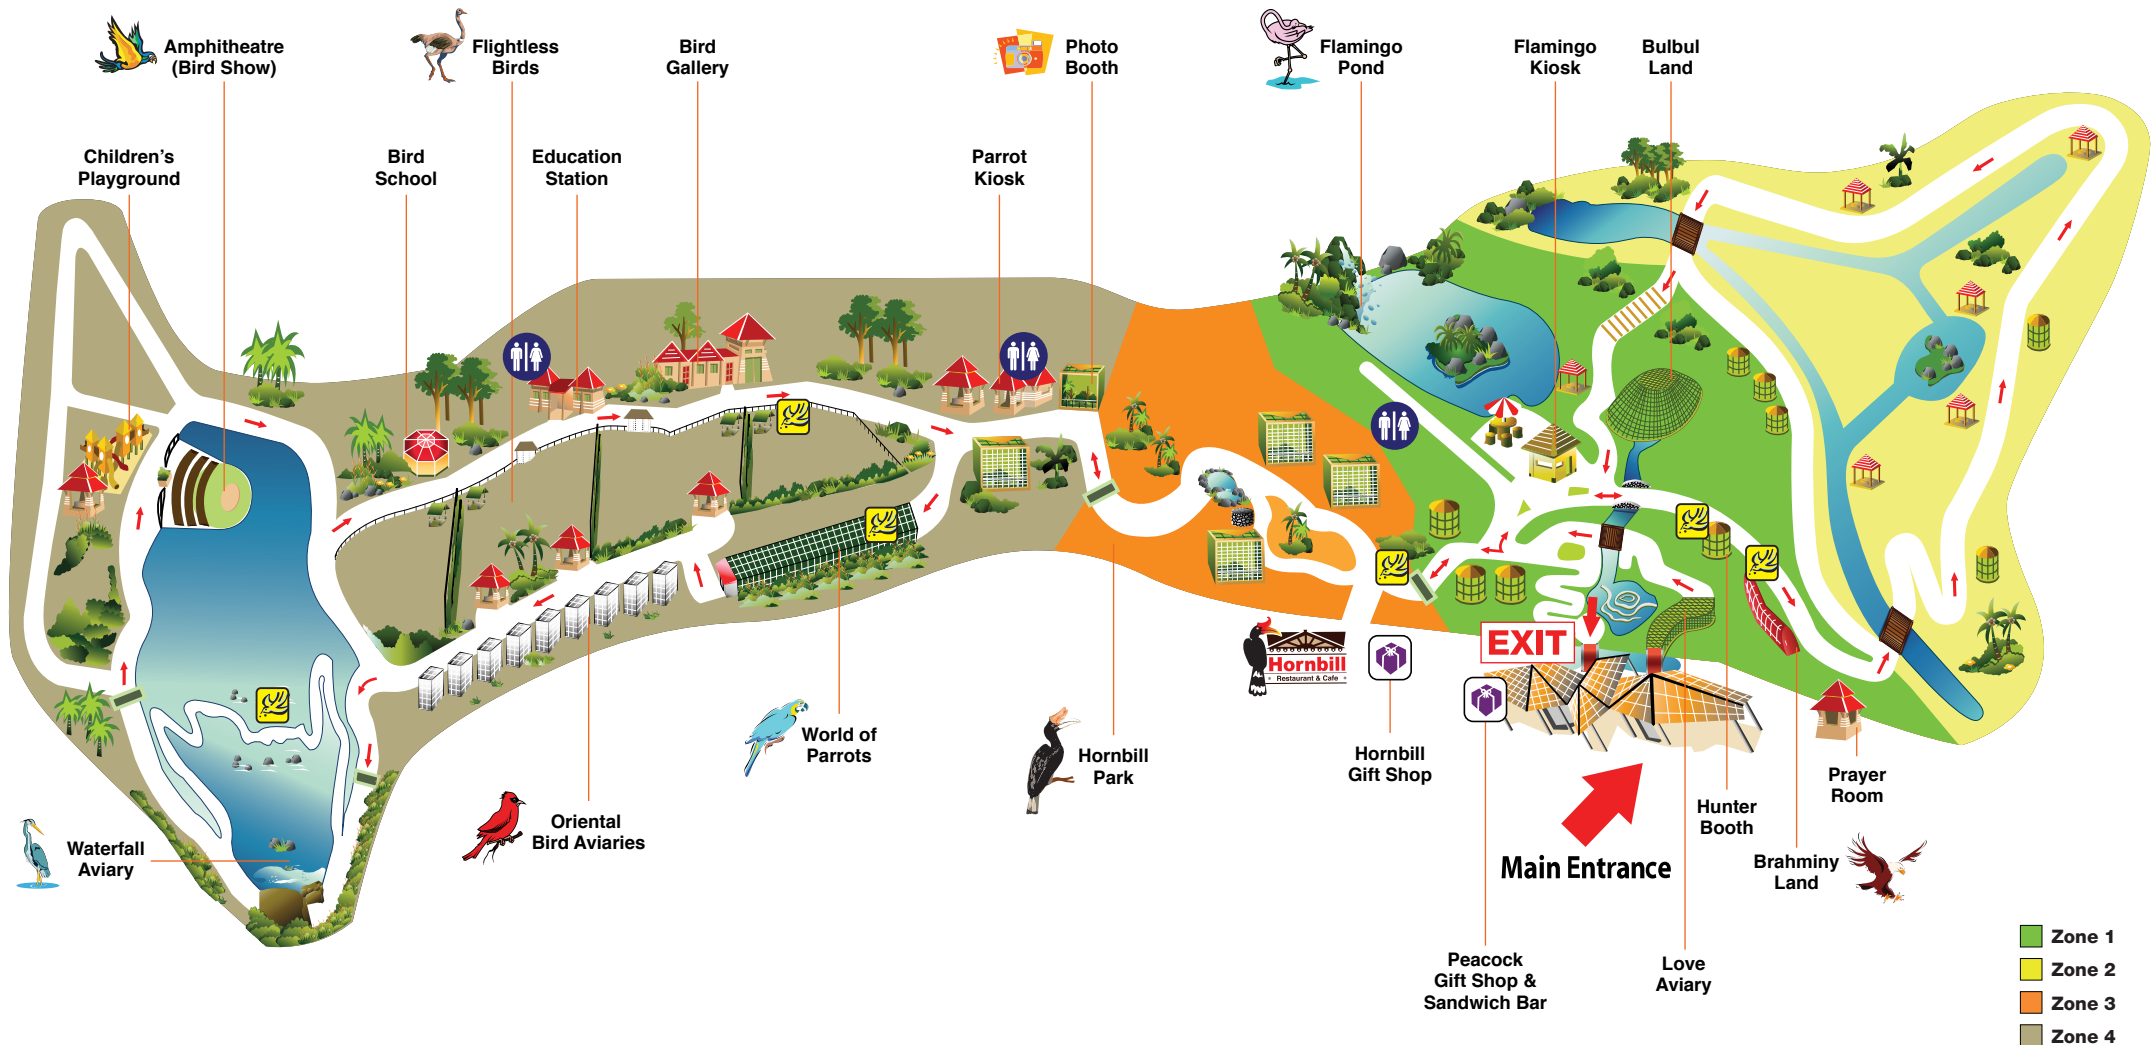 Amphitheatre
(Bird Show)
Flightless
Birds
Bird
Gallery
Photo
Booth
Flamingo
Pond
Flamingo
Kiosk
Bulbul
Land
Children's
Playground
Bird
School
Education
Station
Parrot
Kiosk
EXIT
Hornbill
Restaurant & Cafe
World of
Parrots
Hornbill
Park
Hornbill
Gift Shop
Prayer
Room
Hunter
Booth
Oriental
Bird Aviaries
Waterfall
Aviary
Main Entrance
Brahminy
Land
Peacock
Gift Shop &
Sandwich Bar
Love
Aviary
Zone 1
Zone 2
Zone 3
Zone 4